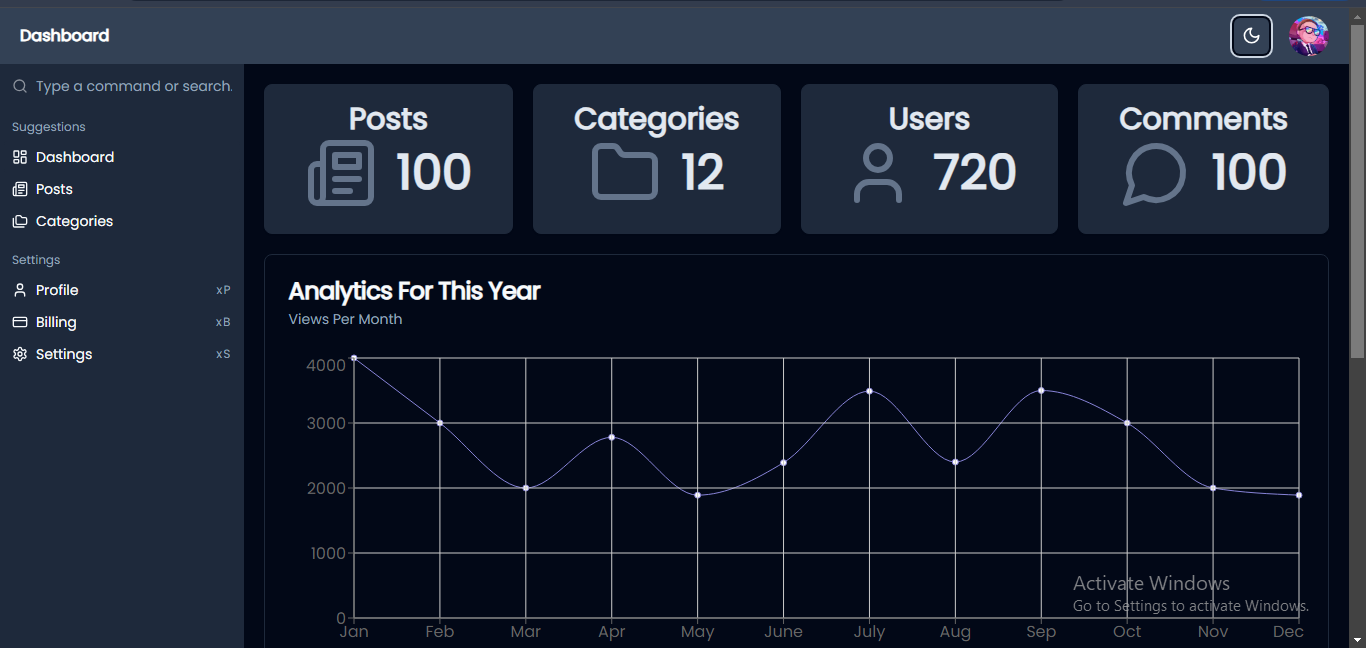 Dashboard
Type a command or search.
Suggestions
Dashboard
Posts
Categories
Settings
Profile xP
Billing xB
Settings xS
Posts
100
Categories
12
Users
720
Comments
100
Analytics For This Year
Views Per Month
4000
3000
2000
1000
0
Jan Feb Mar Apr May June July Aug Sep Oct Nov Dec
Activate Windows
Go to Settings to activate Windows.